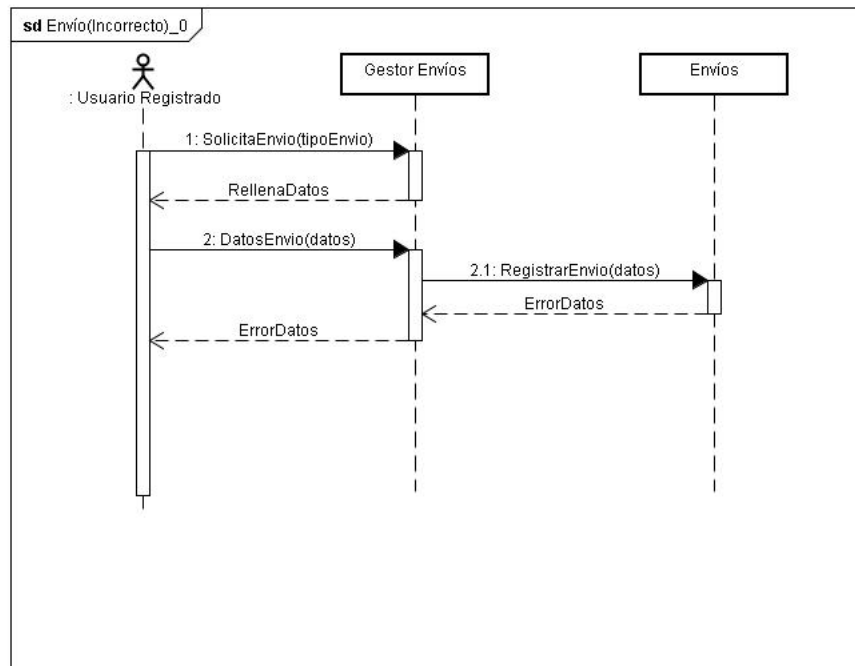 sd Envío(Incorrecto)_0
Gestor Envíos
Envíos
: Usuario Registrado
1: SolicitaEnvio(tipoEnvio)
RellenaDatos
2: DatosEnvio(datos)
2.1: RegistrarEnvio(datos)
ErrorDatos
ErrorDatos